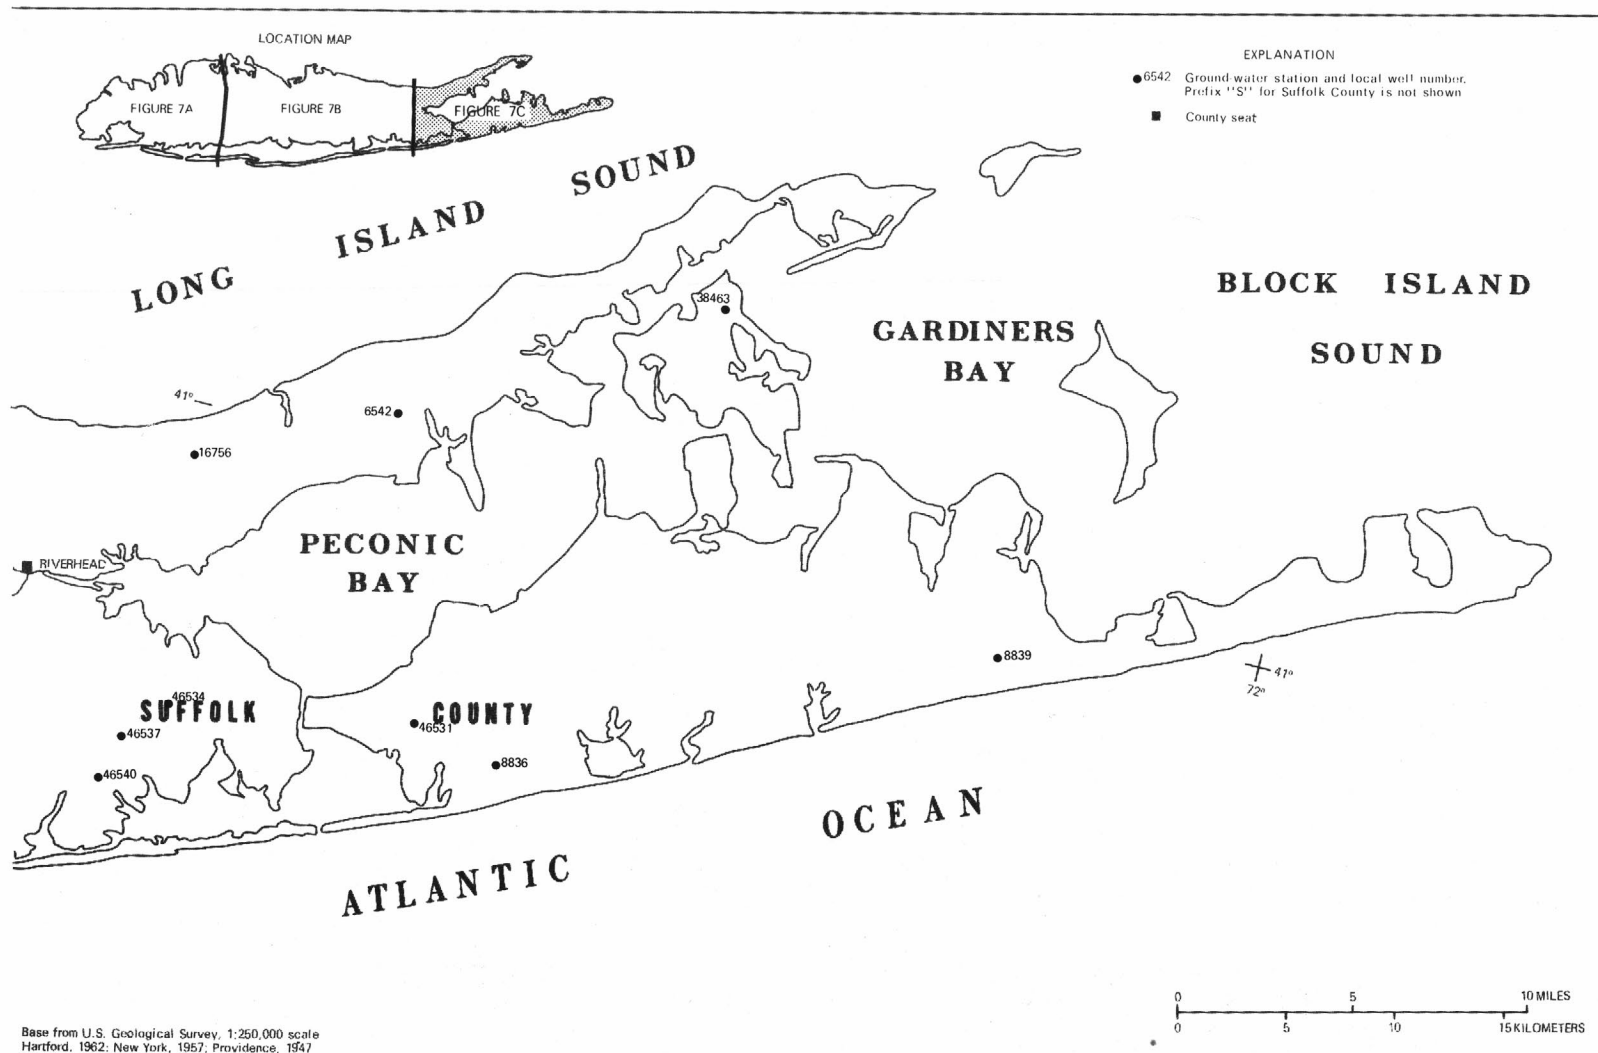 LOCATION MAP
FIGURE 7A
FIGURE 7B
FIGURE 7C
EXPLANATION
6542 Ground-water station and local well number.
Prefix "S" for Suffolk County is not shown
County seat
LONG ISLAND SOUND
BLOCK ISLAND
SOUND
GARDINERS
BAY
38463
41°
6542
16756
PECONIC
BAY
RIVERHEAD
8839
41°
72°
46534
SUFFOLK COUNTY
46537
46531
46540
8836
ATLANTIC OCEAN
0 5 10 MILES
0 5 10 15 KILOMETERS
Base from U.S. Geological Survey, 1:250,000 scale
Hartford, 1962; New York, 1957; Providence, 1947